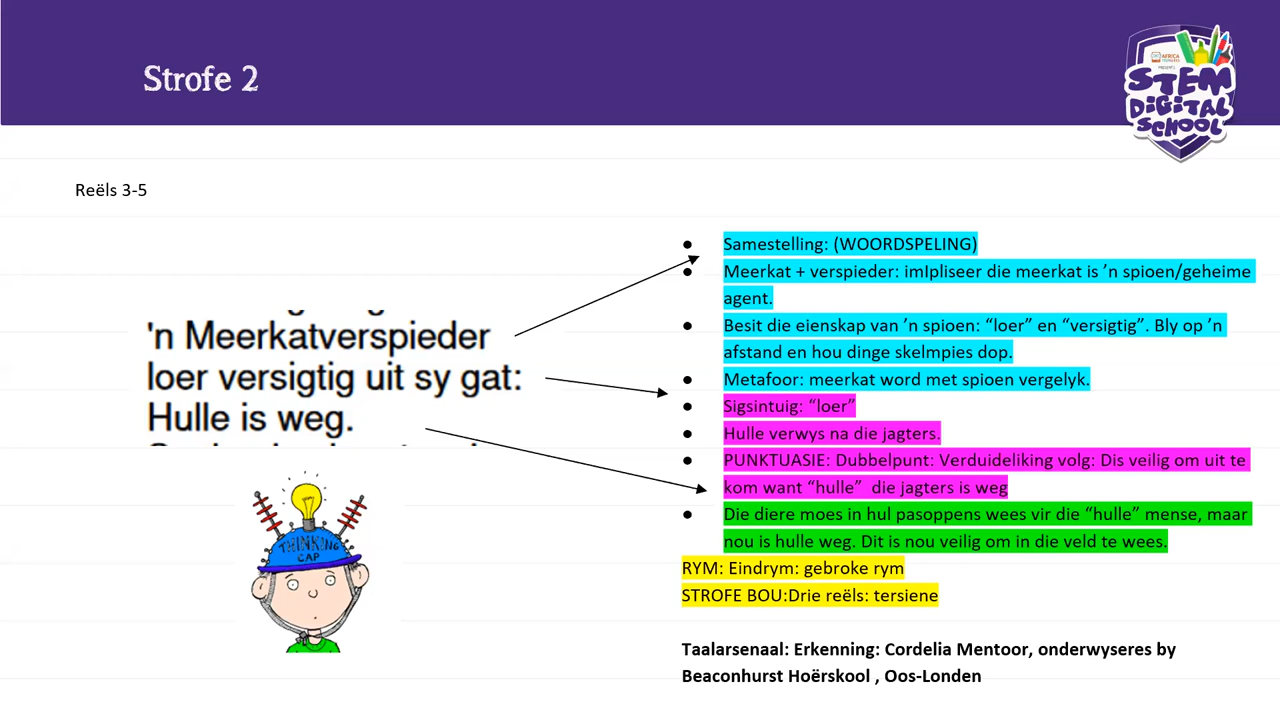 Strofe 2
AFRICA
STEM
DIGITAL
SCHOOL
Reëls 3-5
'n Meerkatverspieder
loer versigtig uit sy gat:
Hulle is weg.
THINKING
CAP
● Samestelling: (WOORDSPELING)
● Meerkat + verspieder: imIpliseer die meerkat is ’n spioen/geheime
agent.
● Besit die eienskap van ’n spioen: “loer” en “versigtig”. Bly op ’n
afstand en hou dinge skelmpies dop.
● Metafoor: meerkat word met spioen vergelyk.
● Sigsintuig: “loer”
● Hulle verwys na die jagters.
● PUNKTUASIE: Dubbelpunt: Verduideliking volg: Dis veilig om uit te
kom want “hulle” die jagters is weg
● Die diere moes in hul pasoppens wees vir die “hulle” mense, maar
nou is hulle weg. Dit is nou veilig om in die veld te wees.
RYM: Eindrym: gebroke rym
STROFE BOU:Drie reëls: tersiene
Taalarsenaal: Erkenning: Cordelia Mentoor, onderwyseres by
Beaconhurst Hoërskool , Oos-Londen